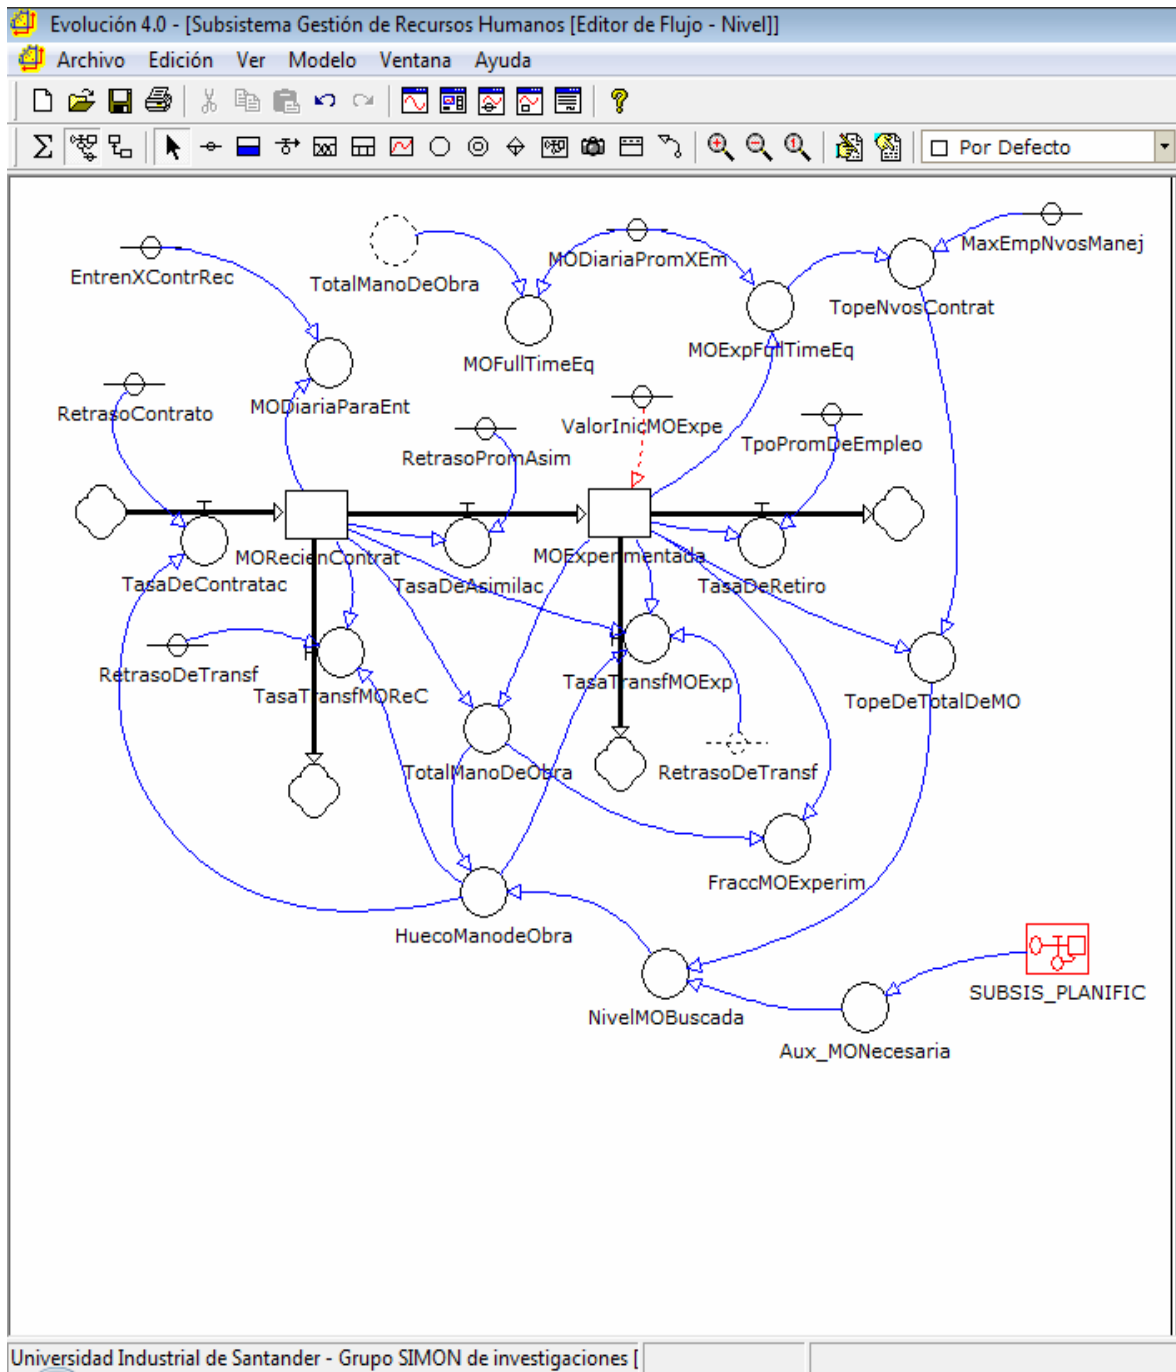 Evolución 4.0 - [Subsistema Gestión de Recursos Humanos [Editor de Flujo - Nivel]]
Archivo Edición Ver Modelo Ventana Ayuda
Por Defecto
MaxEmpNvosManej
EntrenXContrRec
TotalManoDeObra
MODiariaPromXEm
TopeNvosContrat
MOFullTimeEq
MOExpFullTimeEq
RetrasoContrato
MODiariaParaEnt
ValorInicMOExpe
RetrasoPromAsim
TpoPromDeEmpleo
MORecienContrat
MOExperimentada
TasaDeContratac
TasaDeAsimilac
TasaDeRetiro
RetrasoDeTransf
TasaTransfMOReC
TasaTransfMOExp
TopeDeTotalDeMO
TotalManoDeObra
RetrasoDeTransf
FraccMOExperim
HuecoManodeObra
SUBSIS_PLANIFIC
NivelMOBuscada
Aux_MONecesaria
Universidad Industrial de Santander - Grupo SIMON de investigaciones [